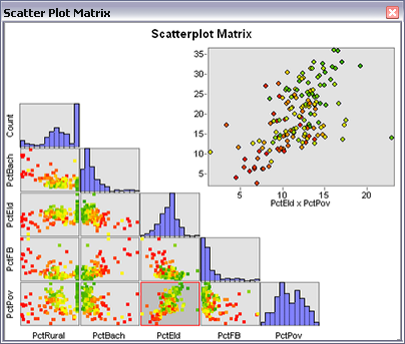 Scatter Plot Matrix
Scatterplot Matrix
35
30
25
20
15
10
5
5 10 15 20
PctEld x PctPov
Count
PctBach
PctEld
PctFB
PctPov
PctRural PctBach PctEld PctFB PctPov